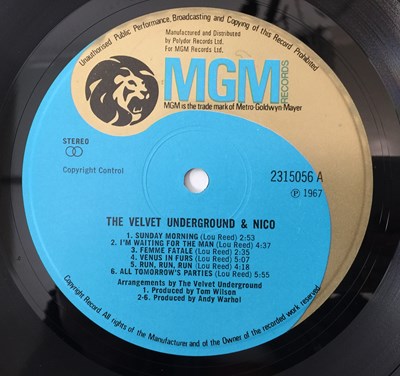 Unauthorised Public Performance, Broadcasting and Copying of this Record Prohibited
Manufactured and Distributed
by Polydor Records Ltd.
For MGM Records Ltd.
MGM
RECORDS
MGM is the trade mark of Metro Goldwyn Mayer
STEREO
Copyright Control
2315056 A
℗ 1967
THE VELVET UNDERGROUND & NICO
1. SUNDAY MORNING (Lou Reed) 2:53
2. I'M WAITING FOR THE MAN (Lou Reed) 4:37
3. FEMME FATALE (Lou Reed) 2:35
4. VENUS IN FURS (Lou Reed) 5:07
5. RUN, RUN, RUN (Lou Reed) 4:18
6. ALL TOMORROW'S PARTIES (Lou Reed) 5:55
Arrangements by The Velvet Underground
1. Produced by Tom Wilson
2-6. Produced by Andy Warhol
Copyright Record. All rights of the Manufacturer and of the Owner of the recorded work reserved.